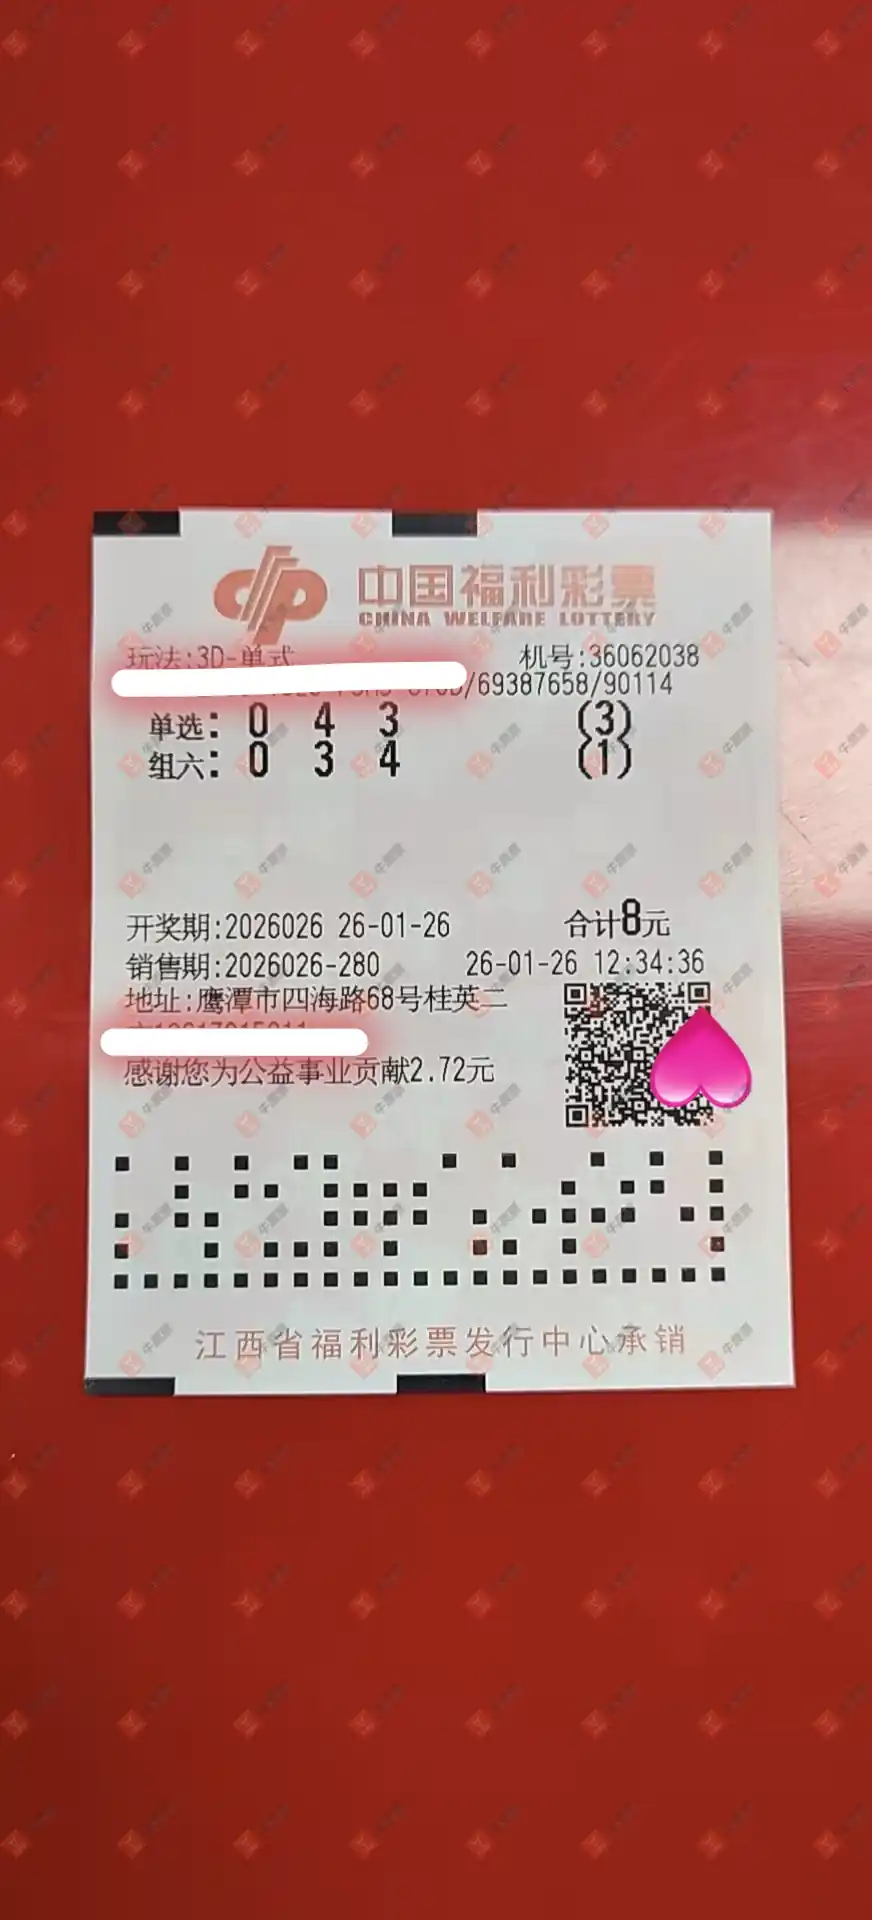 中国福利彩票
CHINA WELFARE LOTTERY
玩法:3D-单式 机号:36062038
/69387658/90114
单选: 0 4 3 (3)
组六: 0 3 4 (1)
开奖期:2026026 26-01-26 合计8元
销售期:2026026-280 26-01-26 12:34:36
地址:鹰潭市四海路68号桂英二
感谢您为公益事业贡献2.72元
江西省福利彩票发行中心承销